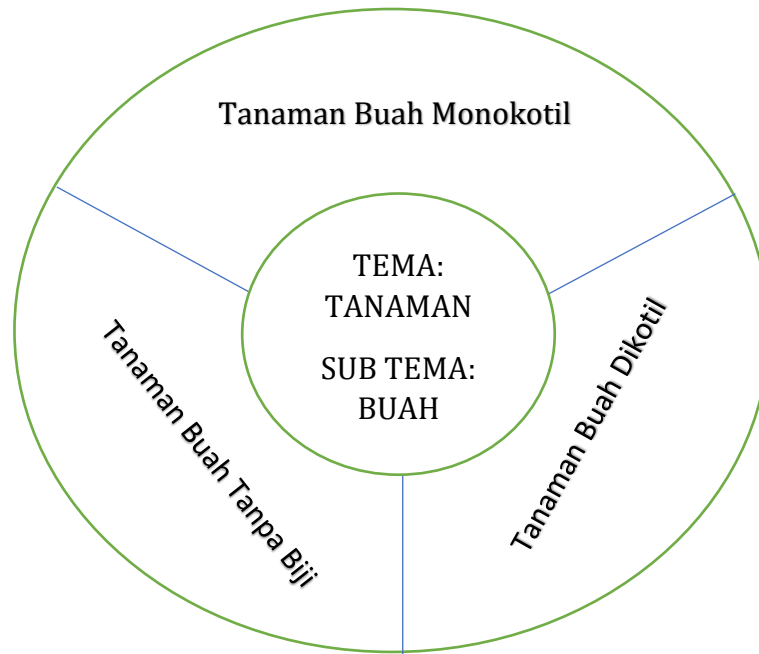 Tanaman Buah Monokotil
TEMA:
TANAMAN
SUB TEMA:
BUAH
Tanaman Buah Tanpa Biji
Tanaman Buah Dikotil